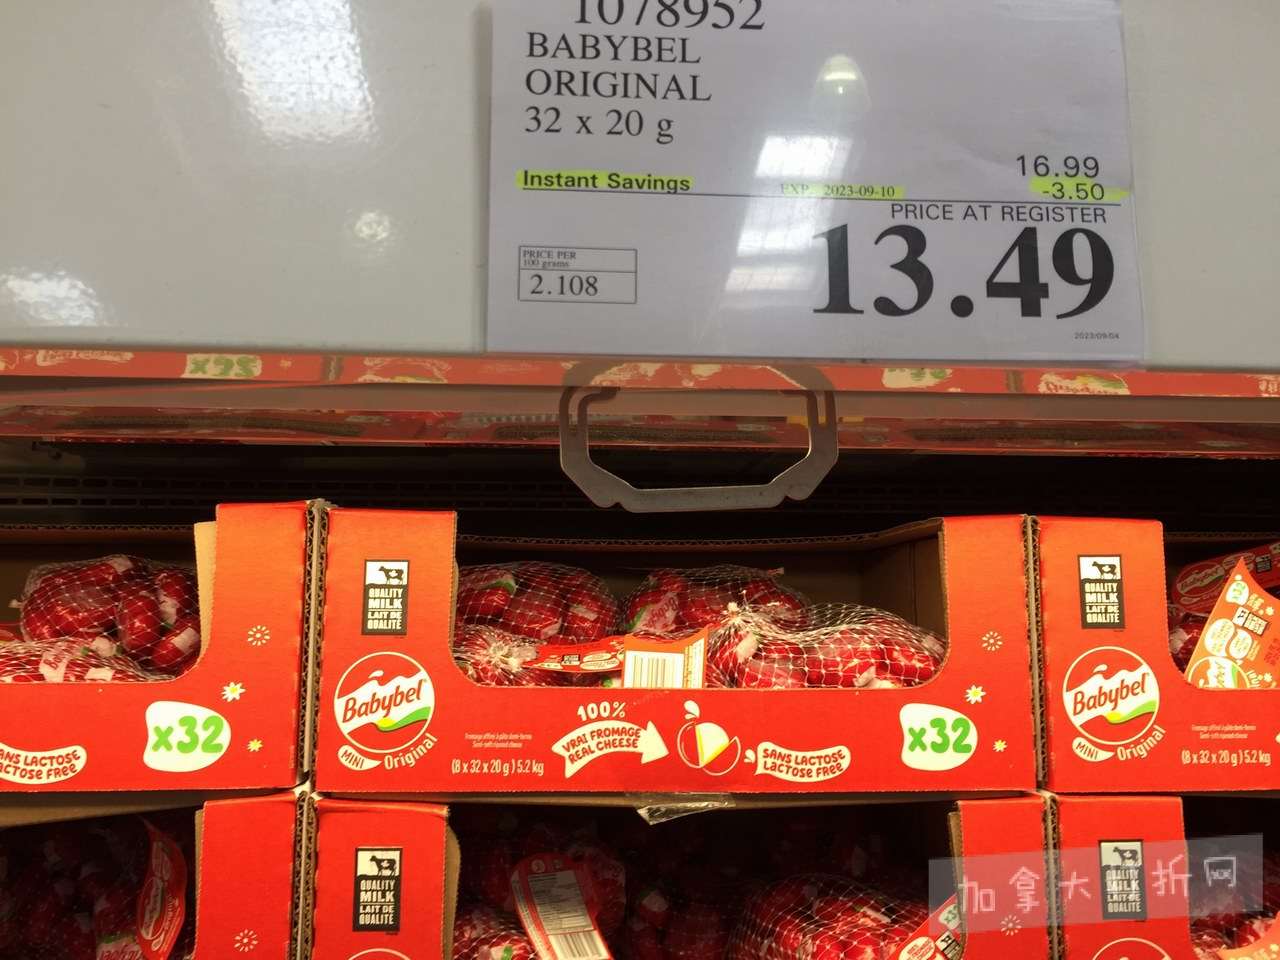 1078952
BABYBEL
ORIGINAL
32 x 20 g
16.99
Instant Savings EXP. 2023-09-10 -3.50
PRICE AT REGISTER
13.49
PRICE PER
100 grams
2.108
2023/09/04
QUALITY
MILK
LAIT DE
QUALITÉ
Babybel
MINI Original
(8 x 32 x 20 g) 5.2 kg
100%
VRAI FROMAGE
REAL CHEESE
SANS LACTOSE
LACTOSE FREE
x32
SANS LACTOSE
LACTOSE FREE
x32
QUALITY
MILK
LAIT DE
QUALITÉ
Babybel
MINI Original
(8 x 32 x 20 g) 5.2 kg
QUALITY
MILK
LAIT DE
QUALITÉ
QUALITY
MILK
LAIT DE
QUALITÉ
加拿大折网